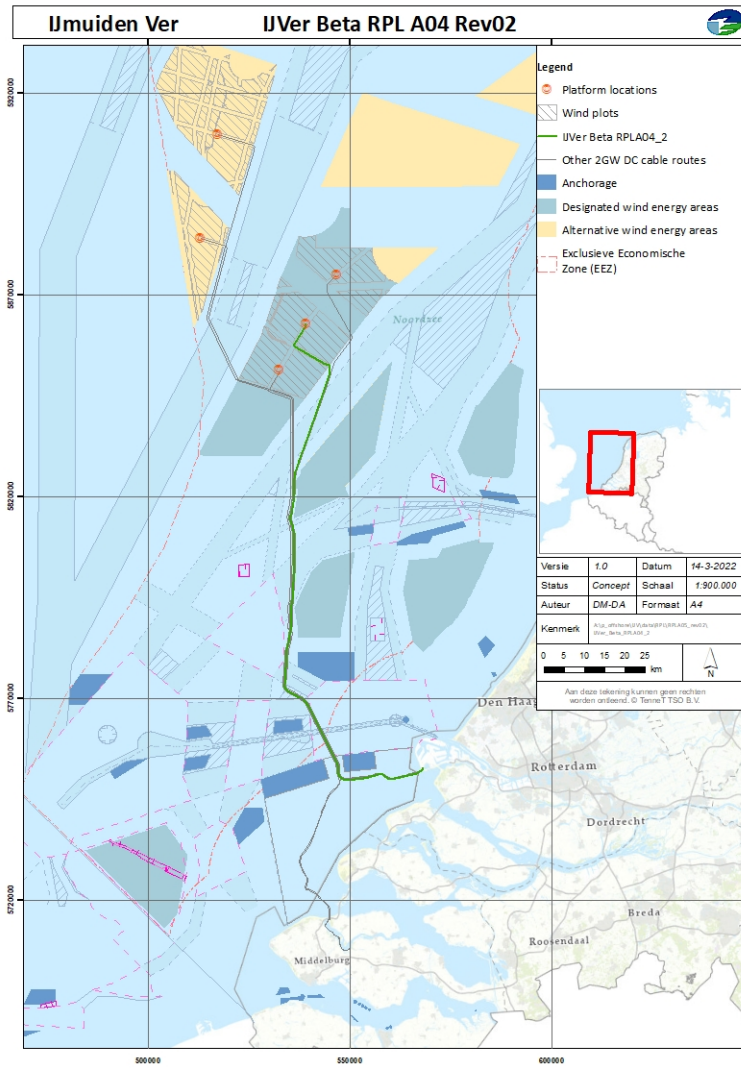 IJmuiden Ver IJVer Beta RPL A04 Rev02
Legend
Platform locations
Wind plots
IJVer Beta RPLA04_2
Other 2GW DC cable routes
Anchorage
Designated wind energy areas
Alternative wind energy areas
Exclusieve Economische
Zone (EEZ)
Noordzee
Den Haag
Rotterdam
Dordrecht
Breda
Roosendaal
Middelburg
Versie 1.0 Datum 14-3-2022
Status Concept Schaal 1:900.000
Auteur DM-DA Formaat A4
Kenmerk
0 5 10 15 20 25
km
N
Aan deze tekening kunnen geen rechten
worden ontleend. © TenneT TSO B.V.
5920000
5870000
5820000
5770000
5720000
500000 550000 600000